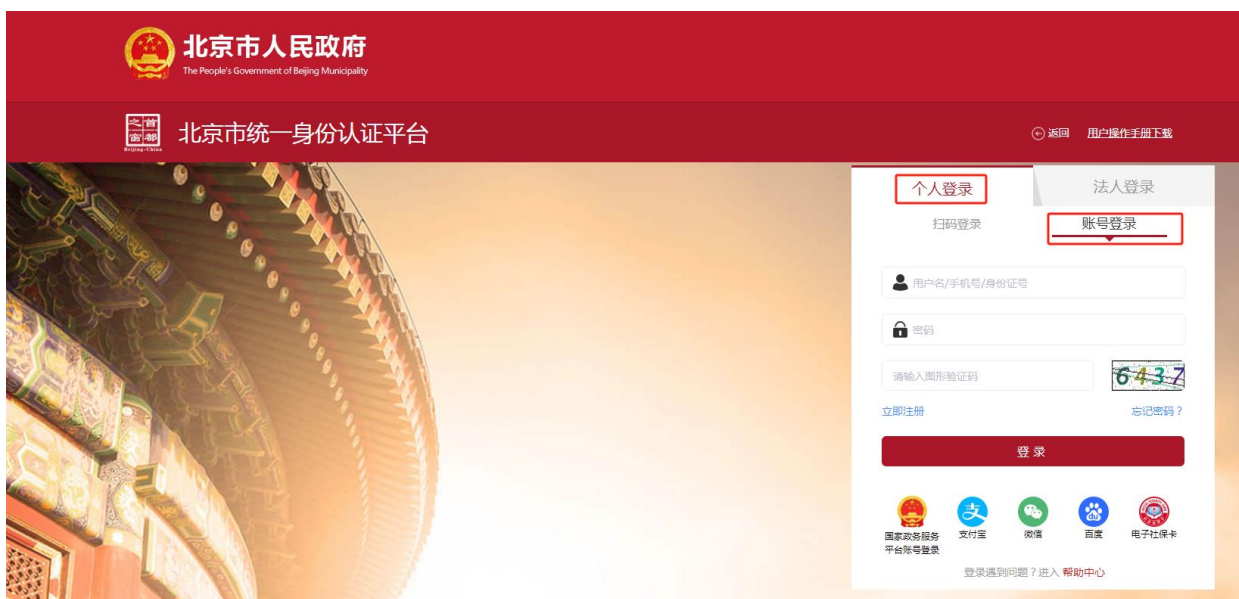 北京市人民政府
The People's Government of Beijing Municipality
首都之窗
Beijing-China
北京市统一身份认证平台
返回 用户操作手册下载
个人登录 法人登录
扫码登录 账号登录
用户名/手机号/身份证号
密码
请输入图形验证码 6437
立即注册 忘记密码？
登录
国家政务服务平台账号登录 支付宝 微信 百度 电子社保卡
登录遇到问题？进入 帮助中心